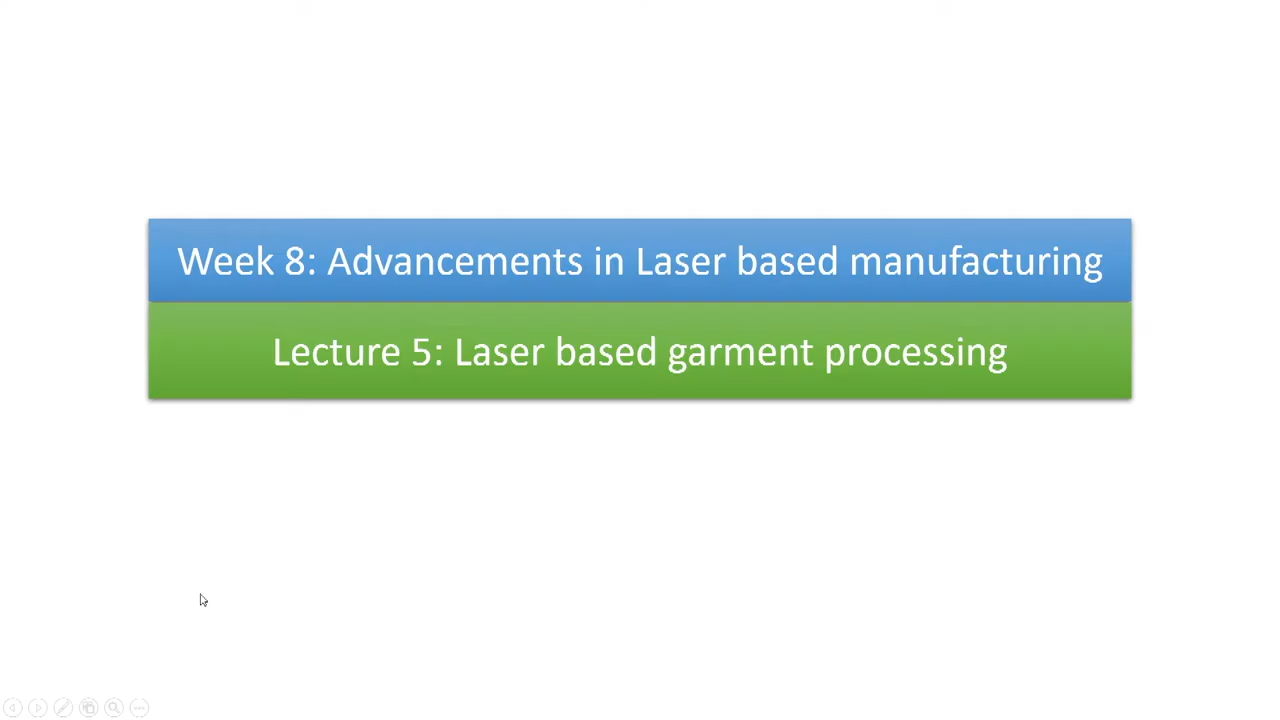 Week 8: Advancements in Laser based manufacturing
Lecture 5: Laser based garment processing